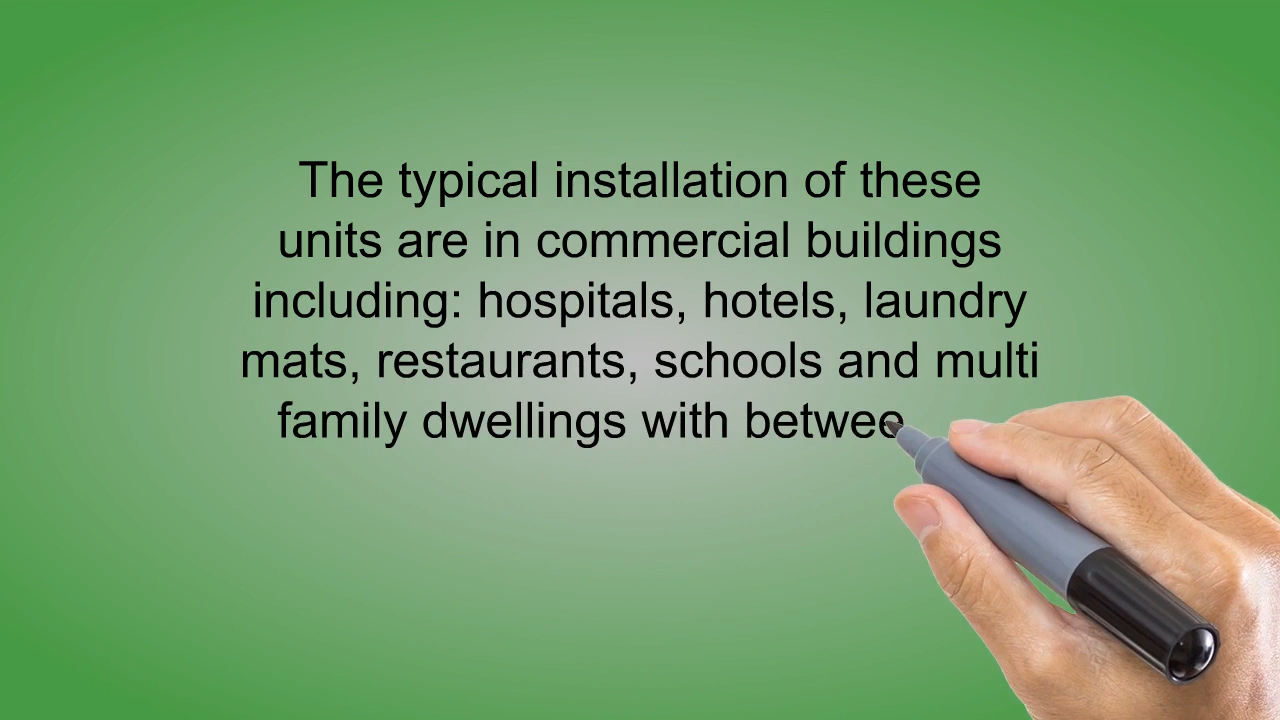 The typical installation of these
units are in commercial buildings
including: hospitals, hotels, laundry
mats, restaurants, schools and multi
family dwellings with betwee